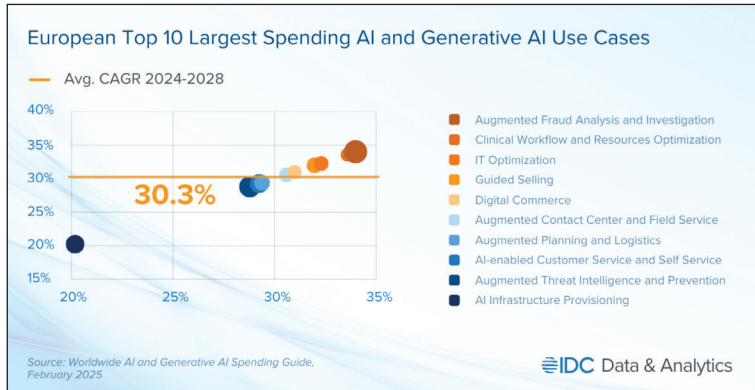 European Top 10 Largest Spending AI and Generative AI Use Cases
Avg. CAGR 2024-2028
40%
35%
30%
25%
20%
15%
30.3%
20%
25%
30%
35%
Augmented Fraud Analysis and Investigation
Clinical Workflow and Resources Optimization
IT Optimization
Guided Selling
Digital Commerce
Augmented Contact Center and Field Service
Augmented Planning and Logistics
AI-enabled Customer Service and Self Service
Augmented Threat Intelligence and Prevention
AI Infrastructure Provisioning
Source: Worldwide AI and Generative AI Spending Guide,
February 2025
IDC Data & Analytics